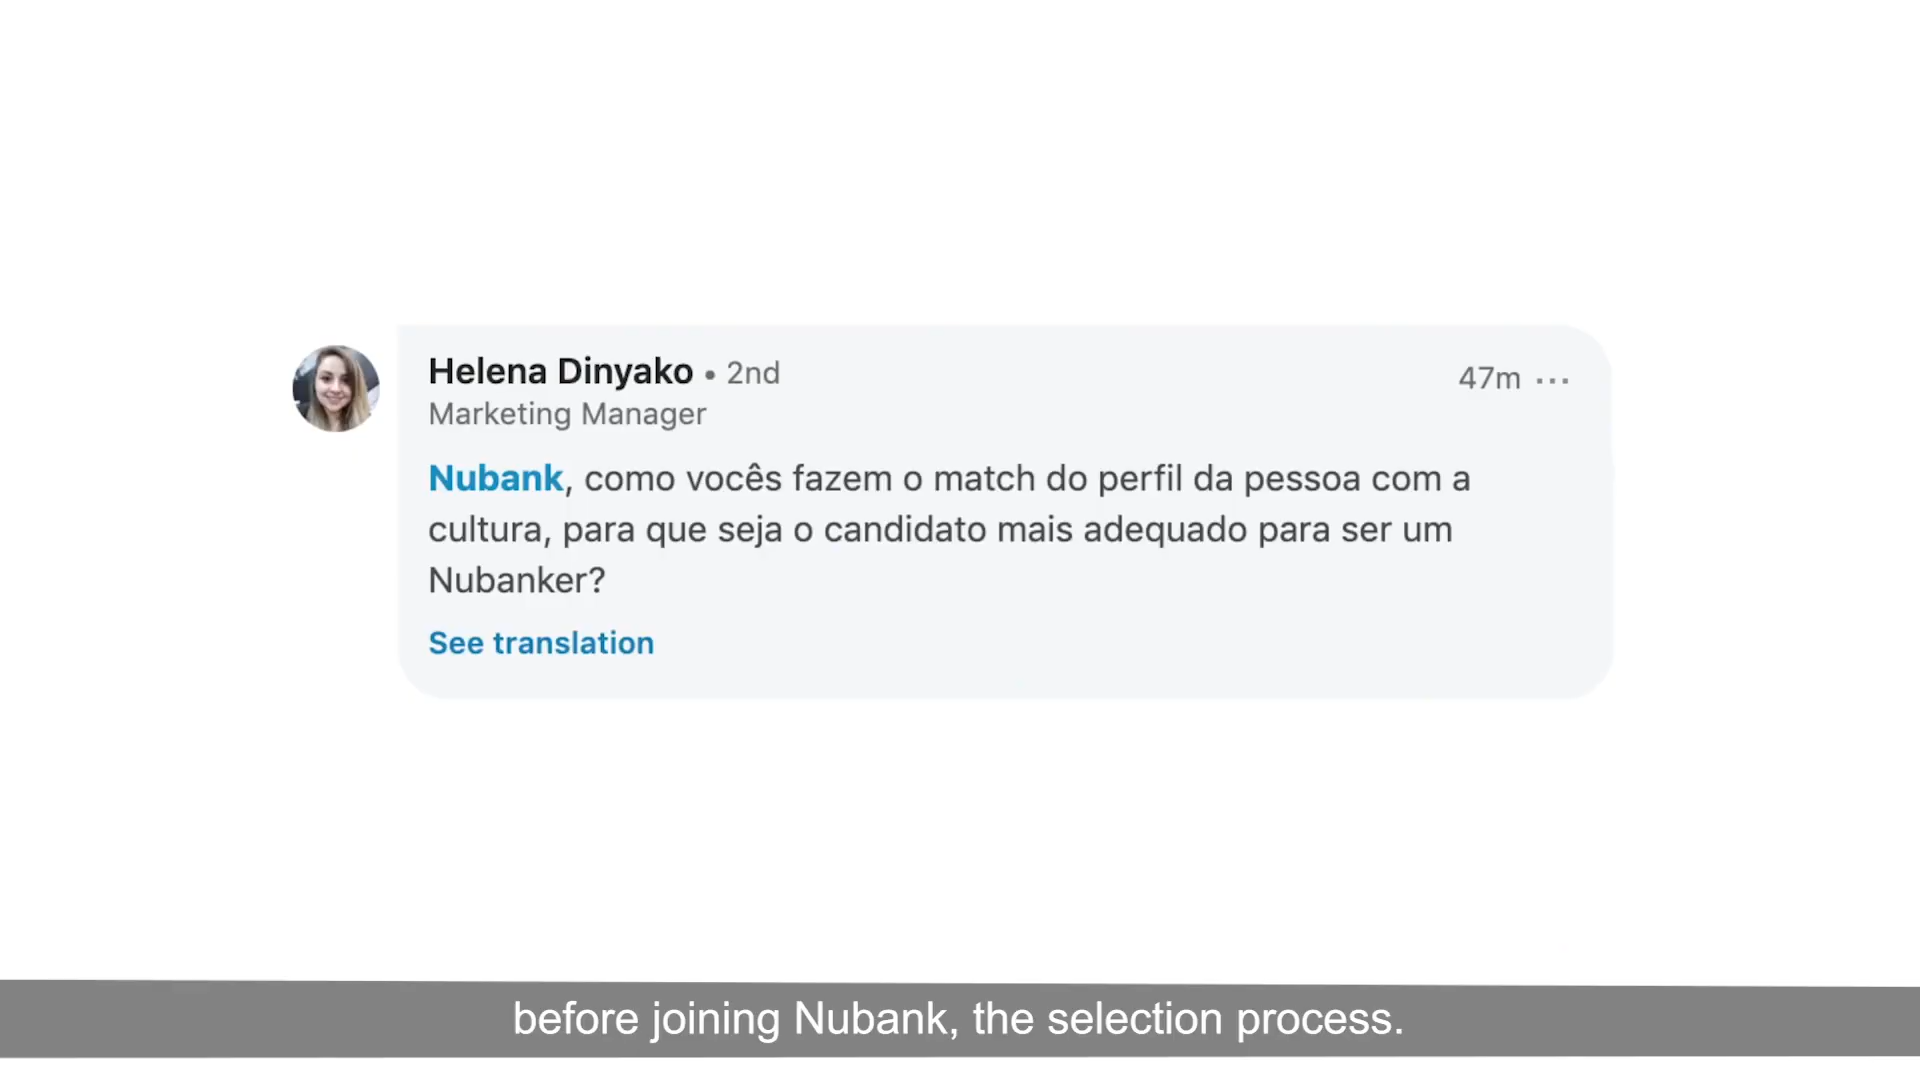 Helena Dinyako • 2nd
47m ...
Marketing Manager
Nubank, como vocês fazem o match do perfil da pessoa com a
cultura, para que seja o candidato mais adequado para ser um
Nubanker?
See translation
before joining Nubank, the selection process.